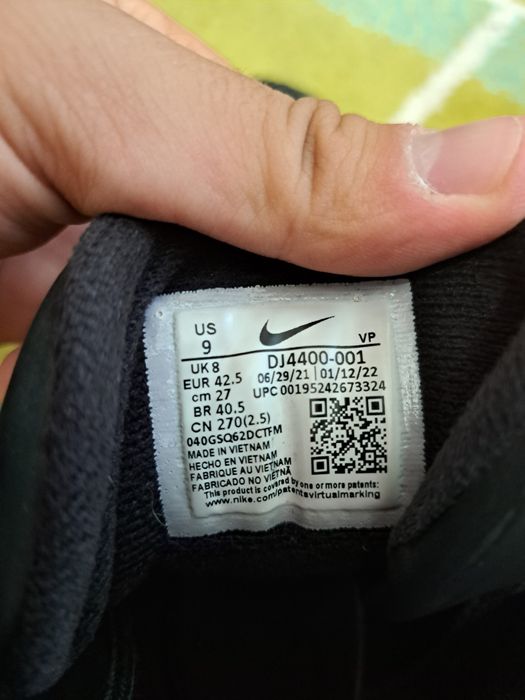 US
9
VP
UK 8
DJ4400-001
EUR 42.5
06/29/21 | 01/12/22
cm 27
UPC 00195242673324
BR 40.5
CN 270(2.5)
040GSQ62DCTFM
MADE IN VIETNAM
HECHO EN VIETNAM
FABRIQUE AU VIETNAM
FABRICADO NO VIETNÃ
This product is covered by one or more patents:
www.nike.com/patentsvirtualmarking